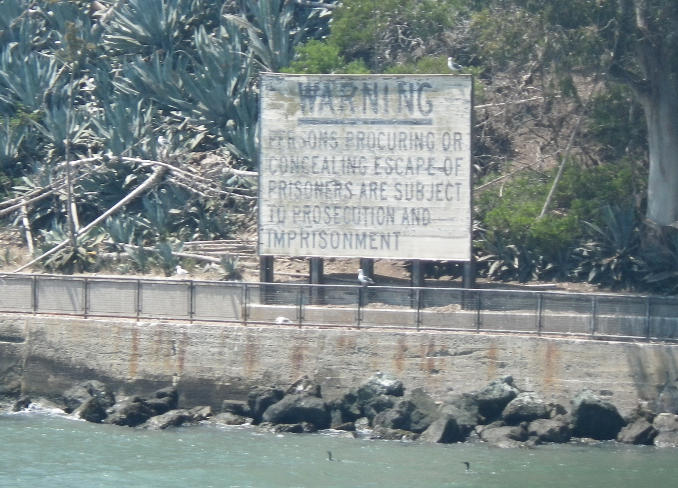 WARNING
PERSONS PROCURING OR
CONCEALING ESCAPE OF
PRISONERS ARE SUBJECT
TO PROSECUTION AND
IMPRISONMENT